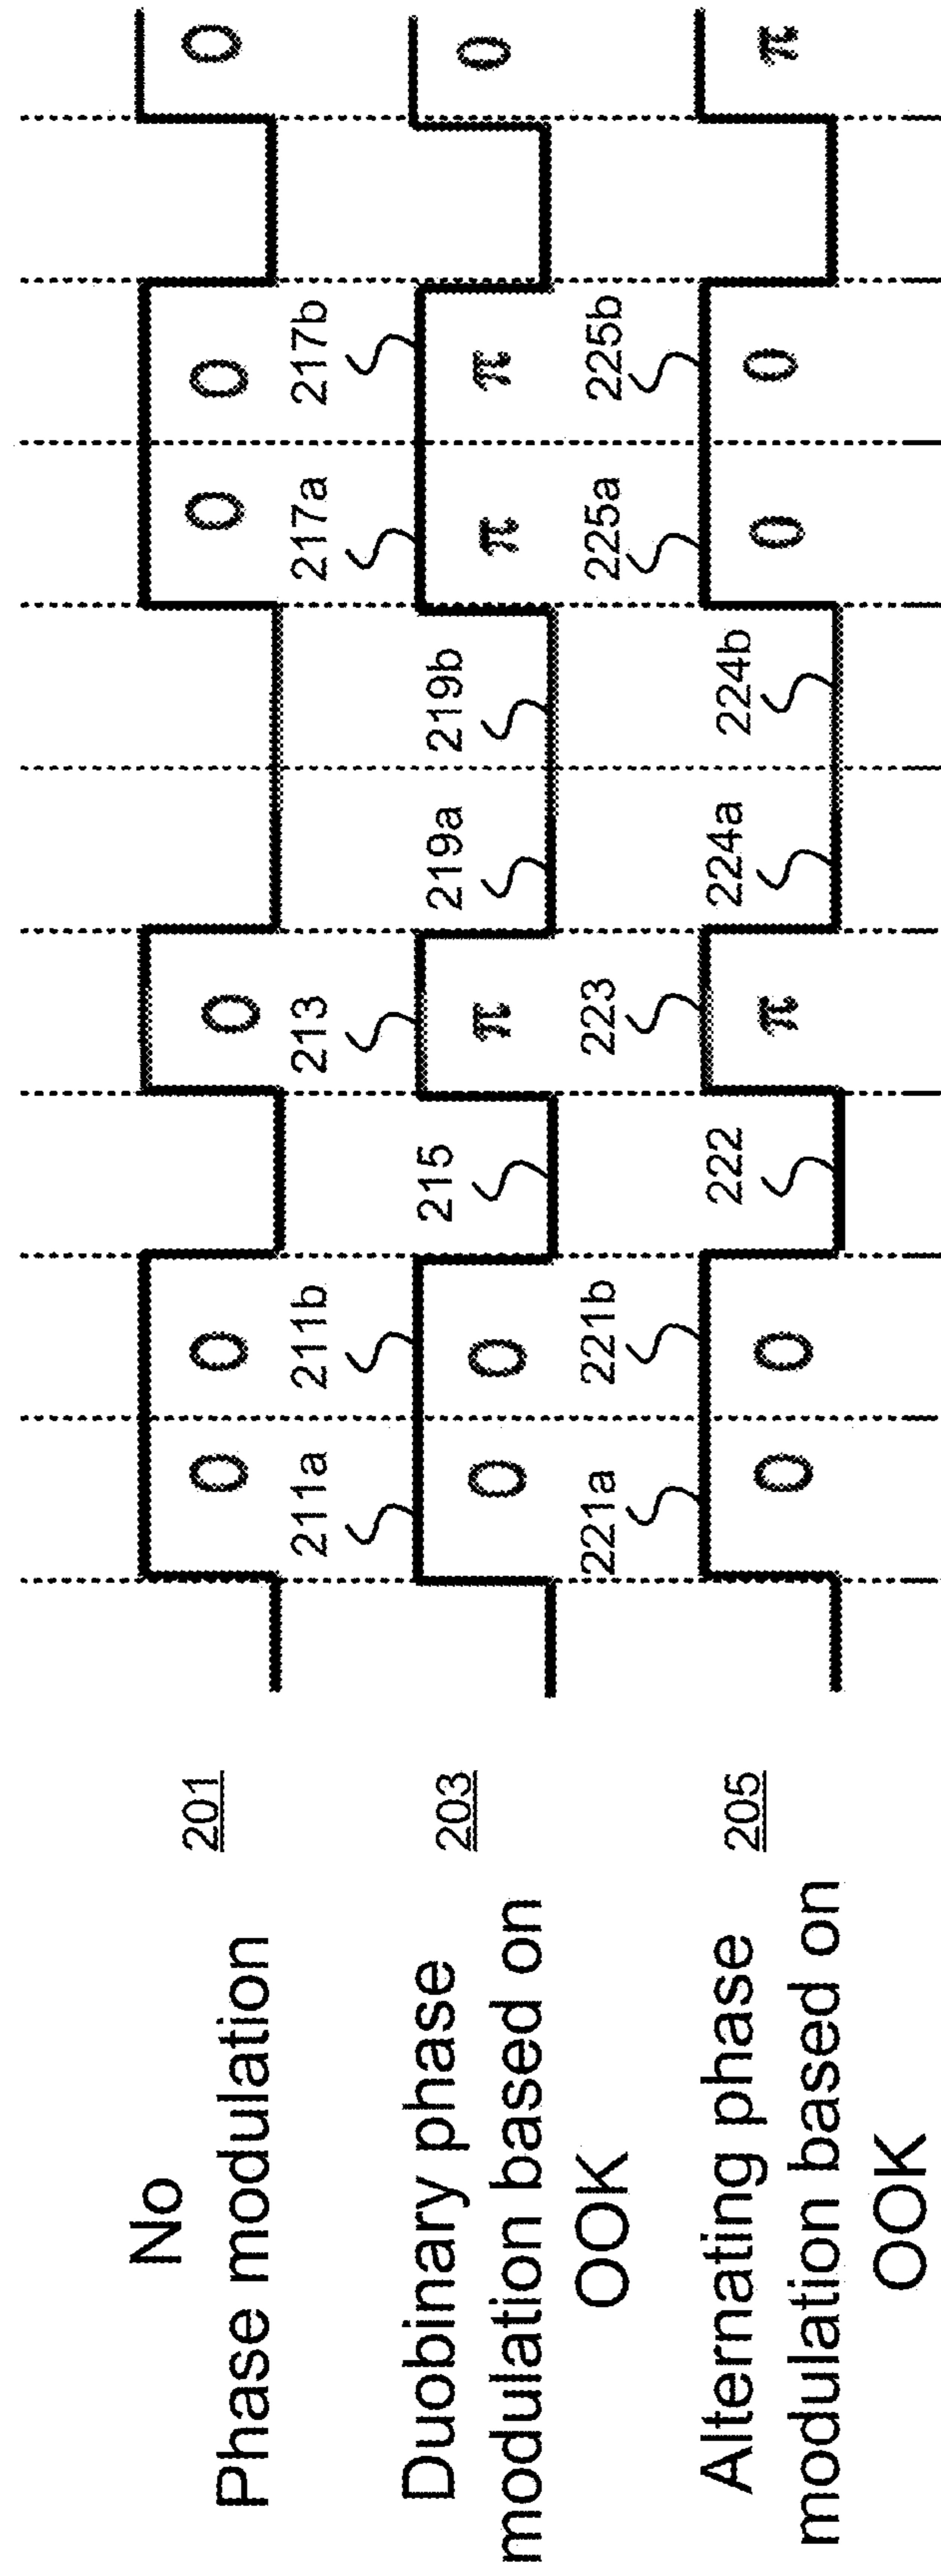 No
Phase modulation
201
0 0 0 0 0 0
Duobinary phase
modulation based on
OOK
203
211a 211b 213 217a 217b
0 0 π π π 0
215 219a 219b
Alternating phase
modulation based on
OOK
205
221a 221b 223 225a 225b
0 0 π 0 0 π
222 224a 224b